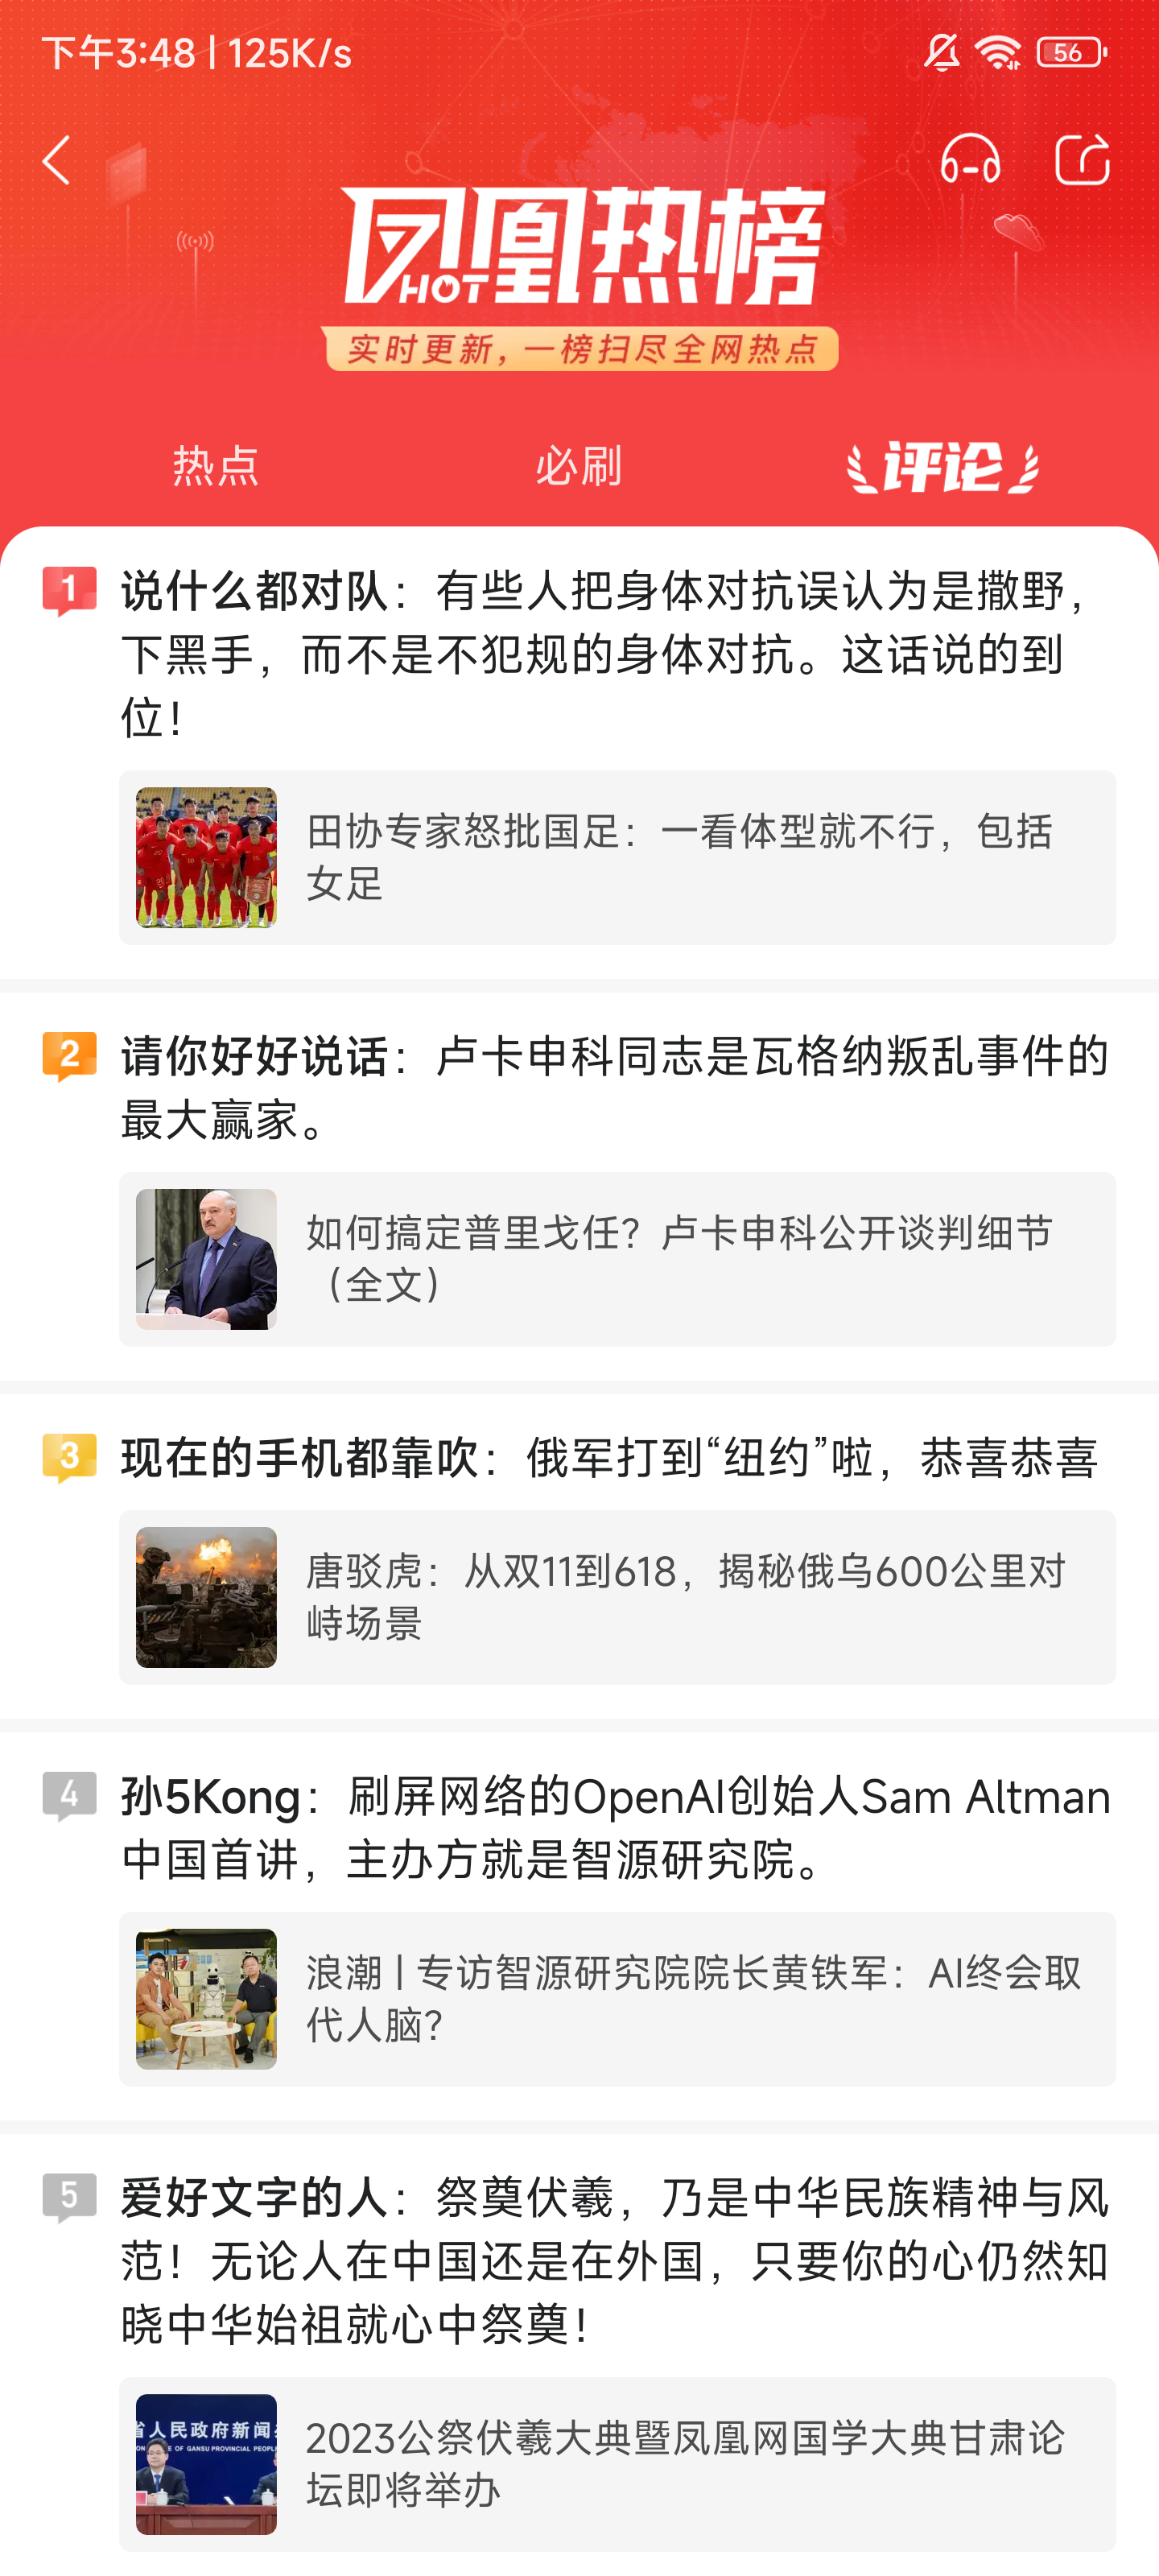 下午3:48 | 125K/s
56
凤凰热榜
HOT
实时更新，一榜扫尽全网热点
热点 必刷 评论
1 说什么都对队：有些人把身体对抗误认为是撒野，
下黑手，而不是不犯规的身体对抗。这话说的到
位！
田协专家怒批国足：一看体型就不行，包括
女足
2 请你好好说话：卢卡申科同志是瓦格纳叛乱事件的
最大赢家。
如何搞定普里戈任？卢卡申科公开谈判细节
（全文）
3 现在的手机都靠吹：俄军打到“纽约”啦，恭喜恭喜
唐驳虎：从双11到618，揭秘俄乌600公里对
峙场景
4 孙5Kong：刷屏网络的OpenAI创始人Sam Altman
中国首讲，主办方就是智源研究院。
浪潮 | 专访智源研究院院长黄铁军：AI终会取
代人脑？
5 爱好文字的人：祭奠伏羲，乃是中华民族精神与风
范！无论人在中国还是在外国，只要你的心仍然知
晓中华始祖就心中祭奠！
省人民政府新闻
OF GANSU PROVINCIAL PEOPL
2023公祭伏羲大典暨凤凰网国学大典甘肃论
坛即将举办